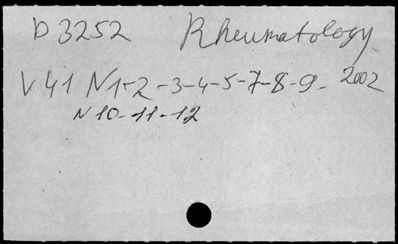 D 3252 Rheumatology
V 41 N 1-2-3-4-5-7-8-9- 2002
N 10-11-12